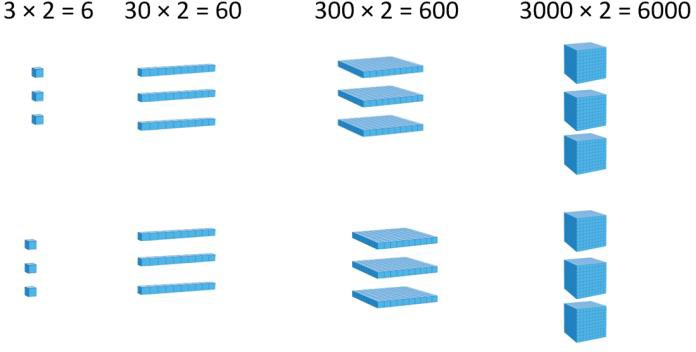 3 × 2 = 6 30 × 2 = 60 300 × 2 = 600 3000 × 2 = 6000